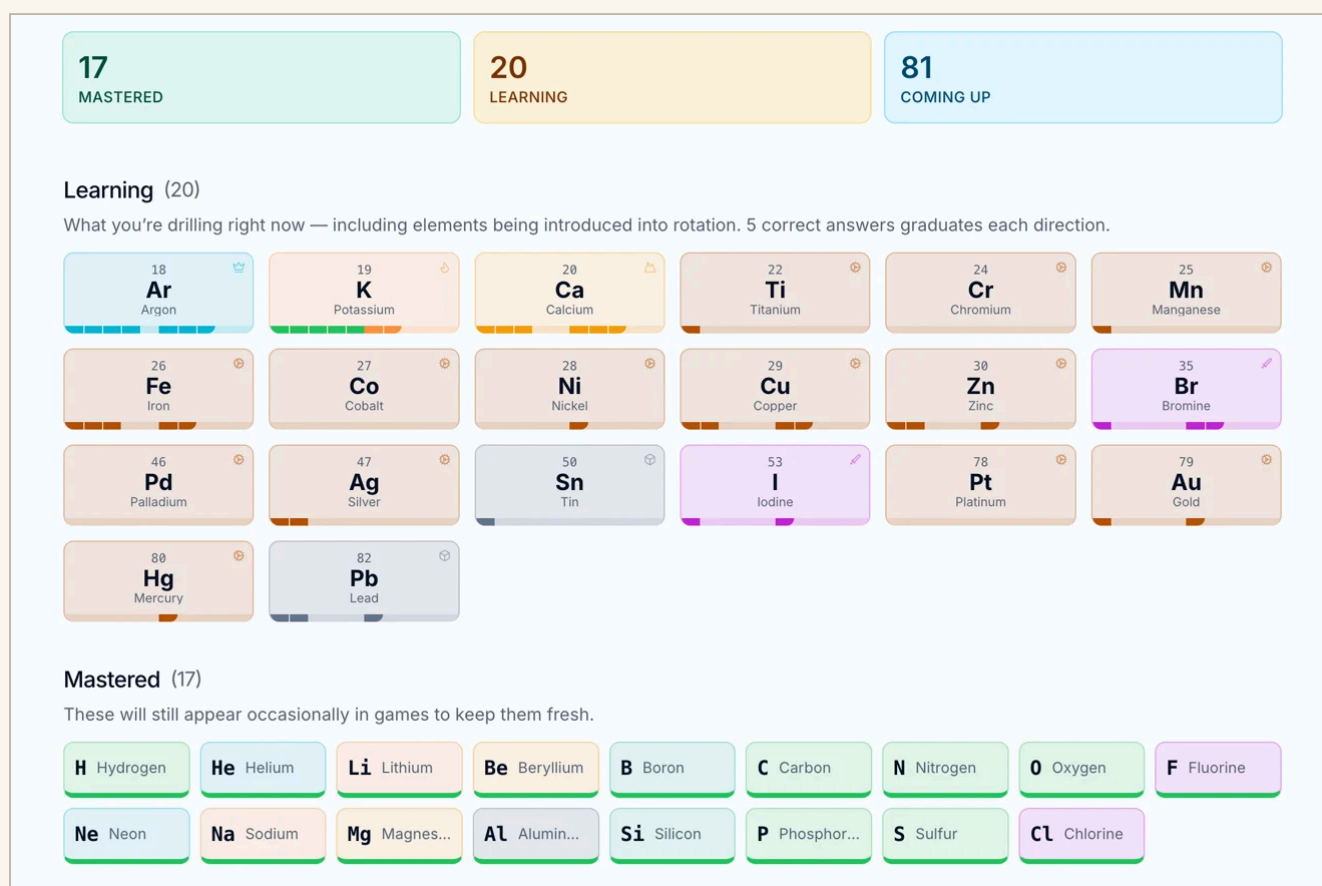 17
MASTERED
20
LEARNING
81
COMING UP
Learning (20)
What you’re drilling right now — including elements being introduced into rotation. 5 correct answers graduates each direction.
18
Ar
Argon
19
K
Potassium
20
Ca
Calcium
22
Ti
Titanium
24
Cr
Chromium
25
Mn
Manganese
26
Fe
Iron
27
Co
Cobalt
28
Ni
Nickel
29
Cu
Copper
30
Zn
Zinc
35
Br
Bromine
46
Pd
Palladium
47
Ag
Silver
50
Sn
Tin
53
I
Iodine
78
Pt
Platinum
79
Au
Gold
80
Hg
Mercury
82
Pb
Lead
Mastered (17)
These will still appear occasionally in games to keep them fresh.
H Hydrogen
He Helium
Li Lithium
Be Beryllium
B Boron
C Carbon
N Nitrogen
O Oxygen
F Fluorine
Ne Neon
Na Sodium
Mg Magnes...
Al Alumin...
Si Silicon
P Phosphor...
S Sulfur
Cl Chlorine